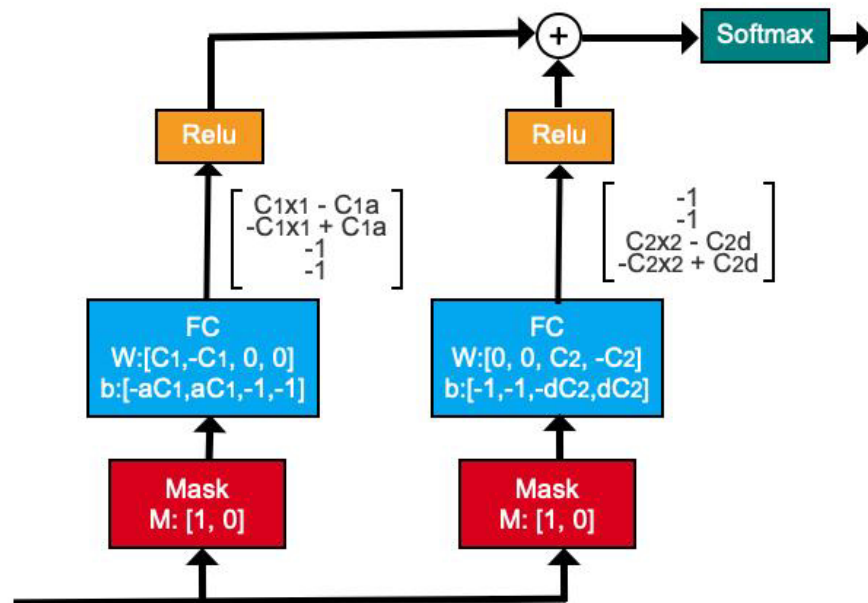 +
Softmax
Relu
Relu
C1x1 - C1a
-C1x1 + C1a
-1
-1
-1
-1
C2x2 - C2d
-C2x2 + C2d
FC
W:[C1,-C1, 0, 0]
b:[-aC1,aC1,-1,-1]
FC
W:[0, 0, C2, -C2]
b:[-1,-1,-dC2,dC2]
Mask
M: [1, 0]
Mask
M: [1, 0]